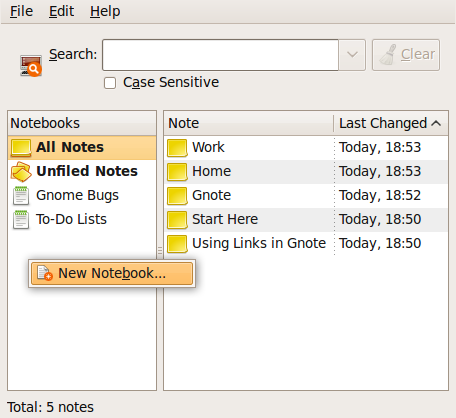 File Edit Help
Search: Clear
Case Sensitive
Notebooks Note Last Changed
All Notes Work Today, 18:53
Unfiled Notes Home Today, 18:53
Gnome Bugs Gnote Today, 18:52
To-Do Lists Start Here Today, 18:50
Using Links in Gnote Today, 18:50
New Notebook...
Total: 5 notes